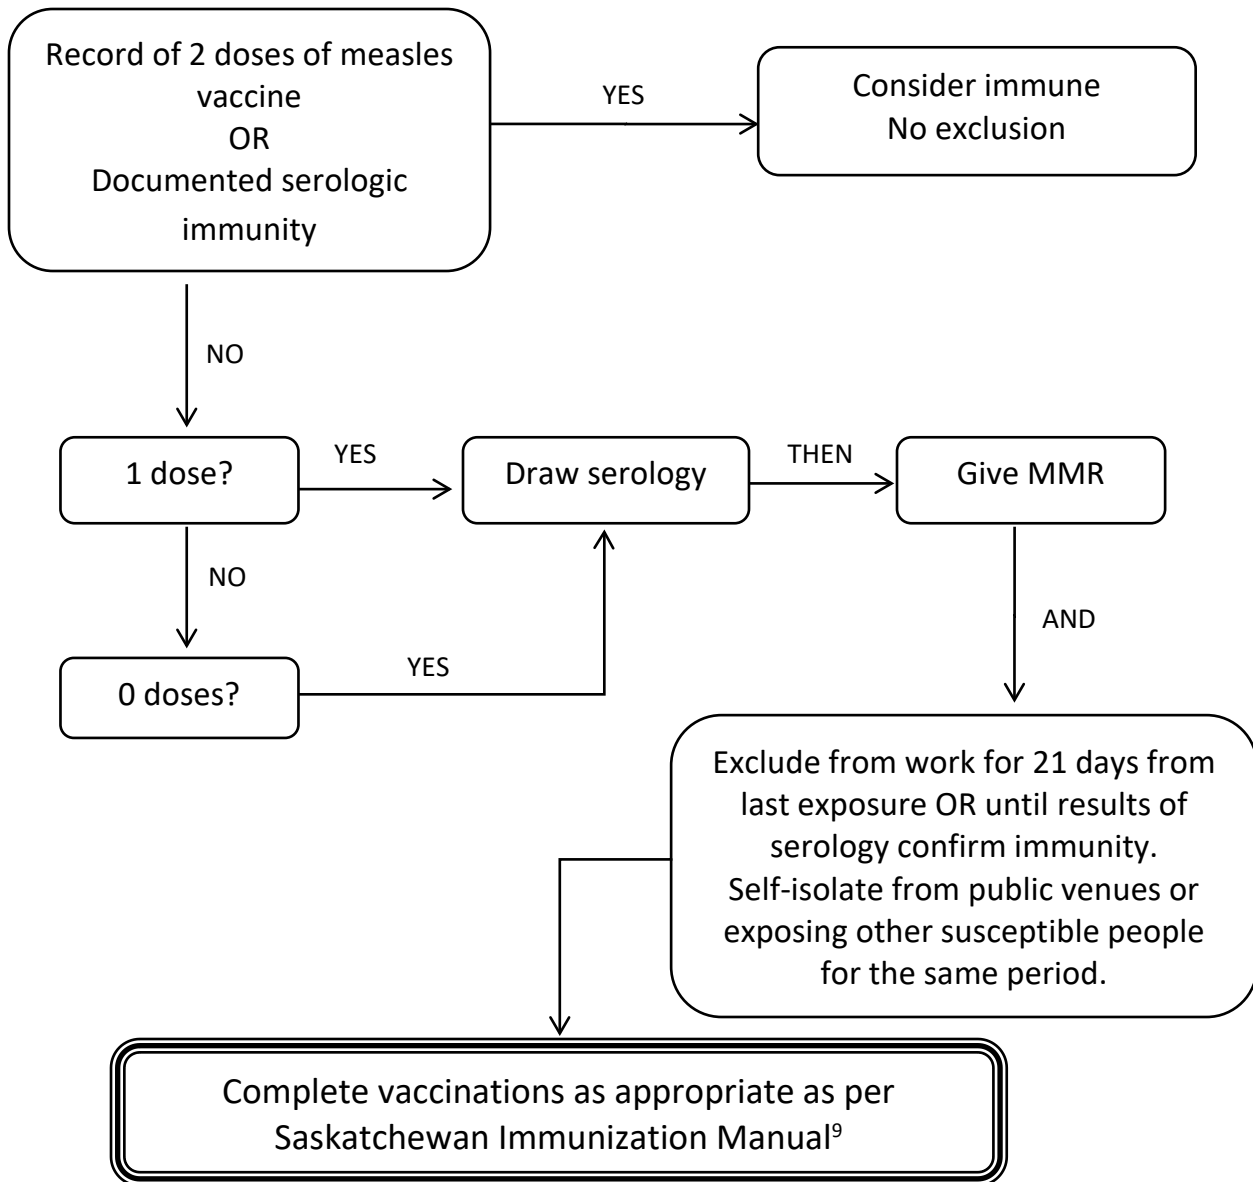 Record of 2 doses of measles
vaccine
OR
Documented serologic
immunity
YES
Consider immune
No exclusion
NO
1 dose?
YES
Draw serology
THEN
Give MMR
NO
AND
0 doses?
YES
Exclude from work for 21 days from
last exposure OR until results of
serology confirm immunity.
Self-isolate from public venues or
exposing other susceptible people
for the same period.
Complete vaccinations as appropriate as per
Saskatchewan Immunization Manual⁹